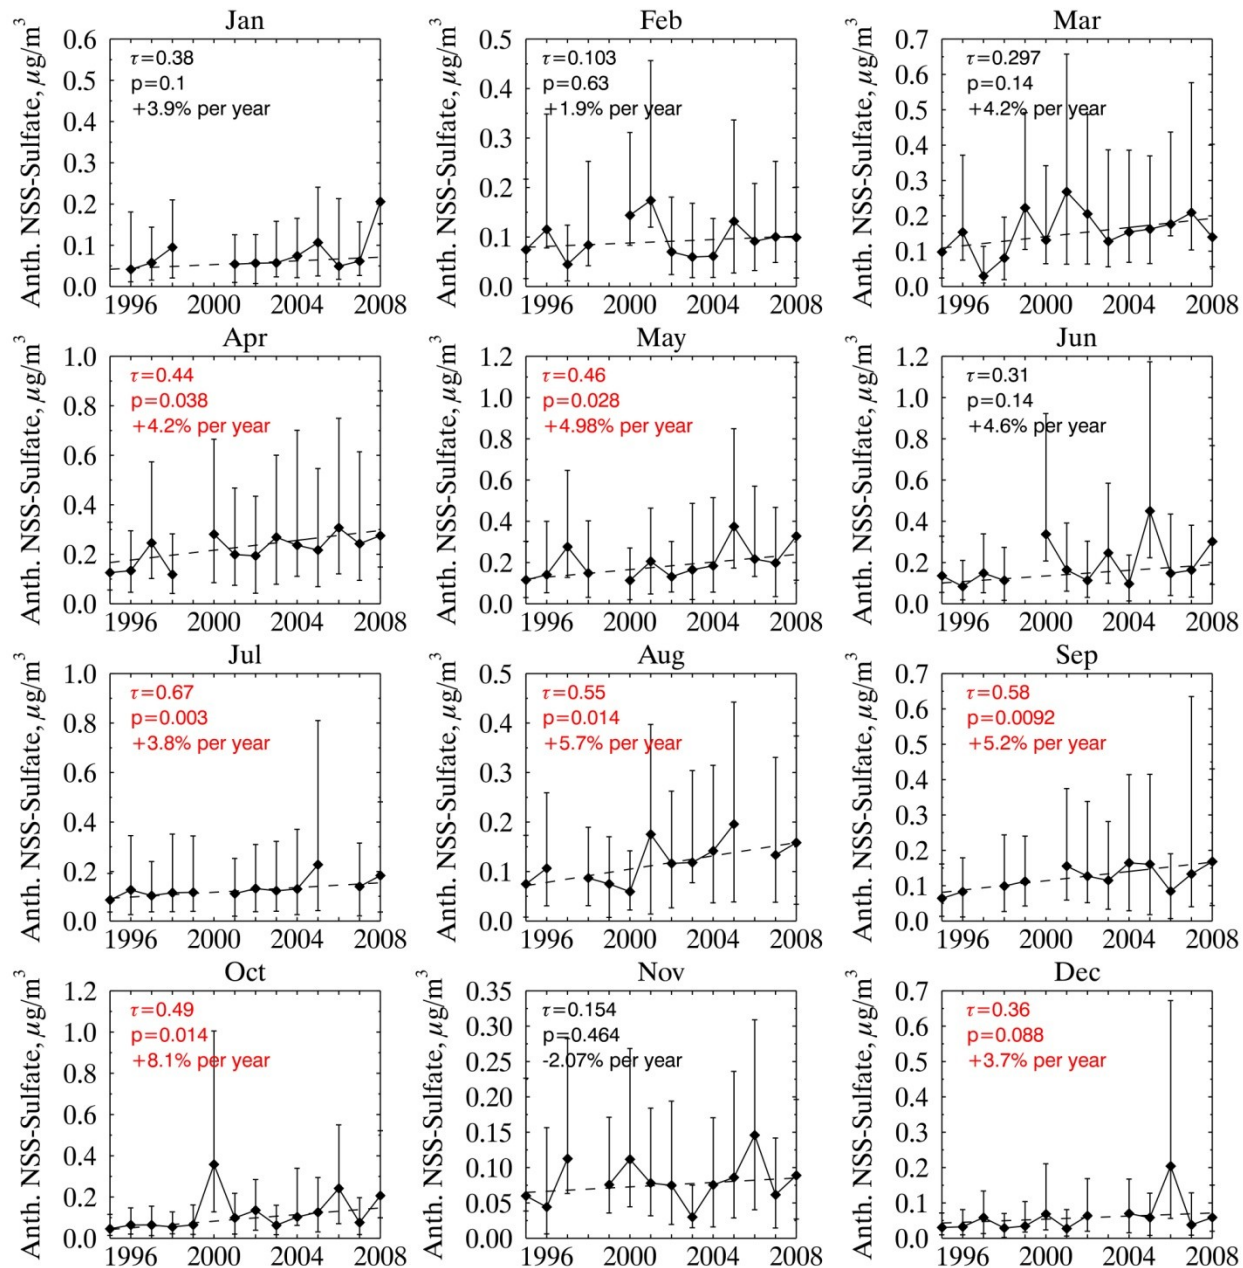 Jan
Anth. NSS-Sulfate, μg/m³
0.6
0.5
0.4
0.3
0.2
0.1
0.0
τ=0.38
p=0.1
+3.9% per year
1996 2000 2004 2008
Feb
Anth. NSS-Sulfate, μg/m³
0.5
0.4
0.3
0.2
0.1
0.0
τ=0.103
p=0.63
+1.9% per year
1996 2000 2004 2008
Mar
Anth. NSS-Sulfate, μg/m³
0.7
0.6
0.5
0.4
0.3
0.2
0.1
0.0
τ=0.297
p=0.14
+4.2% per year
1996 2000 2004 2008
Apr
Anth. NSS-Sulfate, μg/m³
1.0
0.8
0.6
0.4
0.2
0.0
τ=0.44
p=0.038
+4.2% per year
1996 2000 2004 2008
May
Anth. NSS-Sulfate, μg/m³
1.2
1.0
0.8
0.6
0.4
0.2
0.0
τ=0.46
p=0.028
+4.98% per year
1996 2000 2004 2008
Jun
Anth. NSS-Sulfate, μg/m³
1.2
1.0
0.8
0.6
0.4
0.2
0.0
τ=0.31
p=0.14
+4.6% per year
1996 2000 2004 2008
Jul
Anth. NSS-Sulfate, μg/m³
1.0
0.8
0.6
0.4
0.2
0.0
τ=0.67
p=0.003
+3.8% per year
1996 2000 2004 2008
Aug
Anth. NSS-Sulfate, μg/m³
0.5
0.4
0.3
0.2
0.1
0.0
τ=0.55
p=0.014
+5.7% per year
1996 2000 2004 2008
Sep
Anth. NSS-Sulfate, μg/m³
0.7
0.6
0.5
0.4
0.3
0.2
0.1
0.0
τ=0.58
p=0.0092
+5.2% per year
1996 2000 2004 2008
Oct
Anth. NSS-Sulfate, μg/m³
1.2
1.0
0.8
0.6
0.4
0.2
0.0
τ=0.49
p=0.014
+8.1% per year
1996 2000 2004 2008
Nov
Anth. NSS-Sulfate, μg/m³
0.35
0.30
0.25
0.20
0.15
0.10
0.05
0.00
τ=0.154
p=0.464
-2.07% per year
1996 2000 2004 2008
Dec
Anth. NSS-Sulfate, μg/m³
0.7
0.6
0.5
0.4
0.3
0.2
0.1
0.0
τ=0.36
p=0.088
+3.7% per year
1996 2000 2004 2008